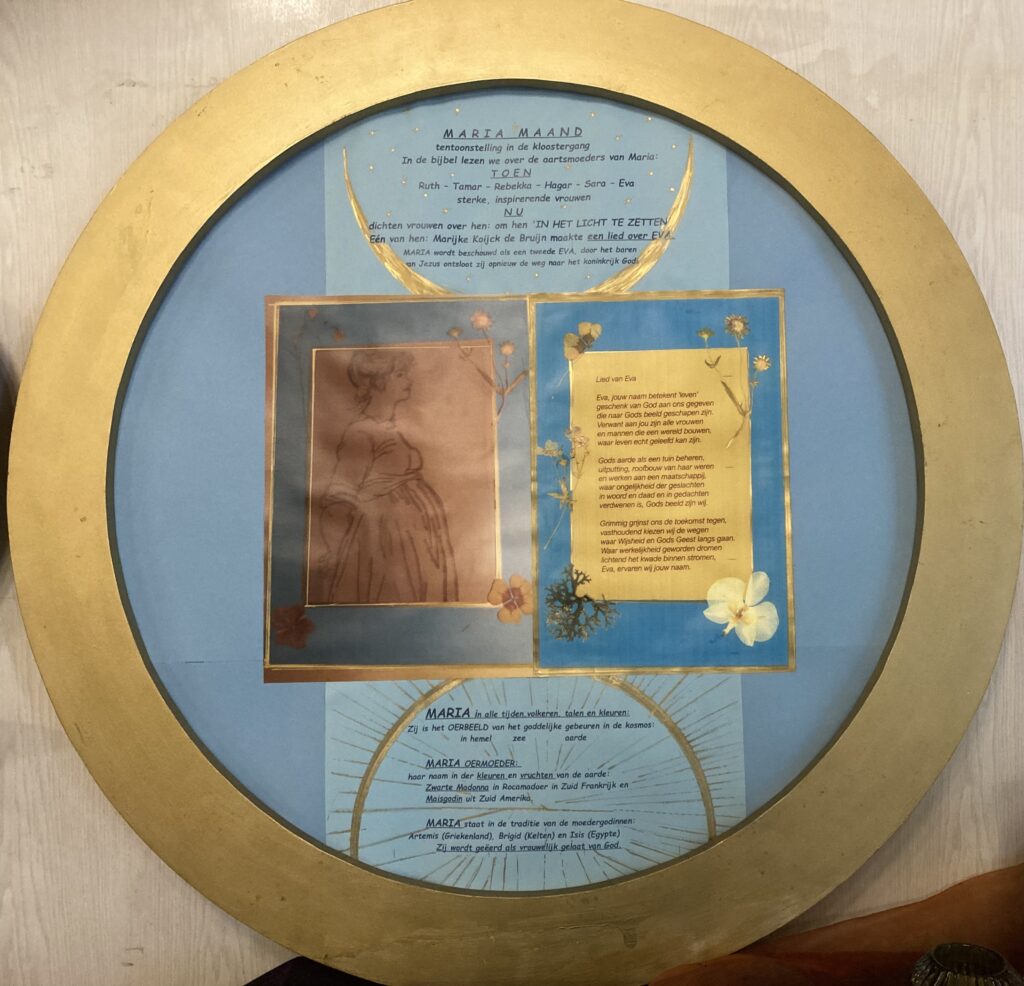 MARIA MAAND
tentoonstelling in de kloostergang
In de bijbel lezen we over de aartsmoeders van Maria:
TOEN
Ruth - Tamar - Rebekka - Hagar - Sara - Eva
sterke, inspirerende vrouwen
NU
dichten vrouwen over hen: om hen 'IN HET LICHT TE ZETTEN
Eén van hen: Marijke Koijck de Bruijn maakte een lied over EVA.
MARIA wordt beschouwd als een tweede EVA, door het baren
van Jezus ontsloot zij opnieuw de weg naar het koninkrijk Gods
Lied van Eva
Eva, jouw naam betekent 'leven'
geschenk van God aan ons gegeven
die naar Gods beeld geschapen zijn.
Verwant aan jou zijn alle vrouwen
en mannen die een wereld bouwen,
waar leven echt geleefd kan zijn.
Gods aarde als een tuin beheren,
uitputting, roofbouw van haar weren
en werken aan een maatschappij,
waar ongelijkheid der geslachten
in woord en daad en in gedachten
verdwenen is, Gods beeld zijn wij.
Grimmig grijnst ons de toekomst tegen,
vasthoudend kiezen wij de wegen
waar Wijsheid en Gods Geest langs gaan.
Waar werkelijkheid geworden dromen
lichtend het kwade binnen stromen,
Eva, ervaren wij jouw naam.
MARIA in alle tijden, volkeren, talen en kleuren:
Zij is het OERBEELD van het goddelijke gebeuren in de kosmos:
in hemel zee aarde
MARIA OERMOEDER:
haar naam in der kleuren en vruchten van de aarde:
Zwarte Madonna in Rocamadoer in Zuid Frankrijk en
Maisgodin uit Zuid Amerika.
MARIA staat in de traditie van de moedergodinnen:
Artemis (Griekenland), Brigid (Kelten) en Isis (Egypte)
Zij wordt geëerd als vrouwelijk gelaat van God.